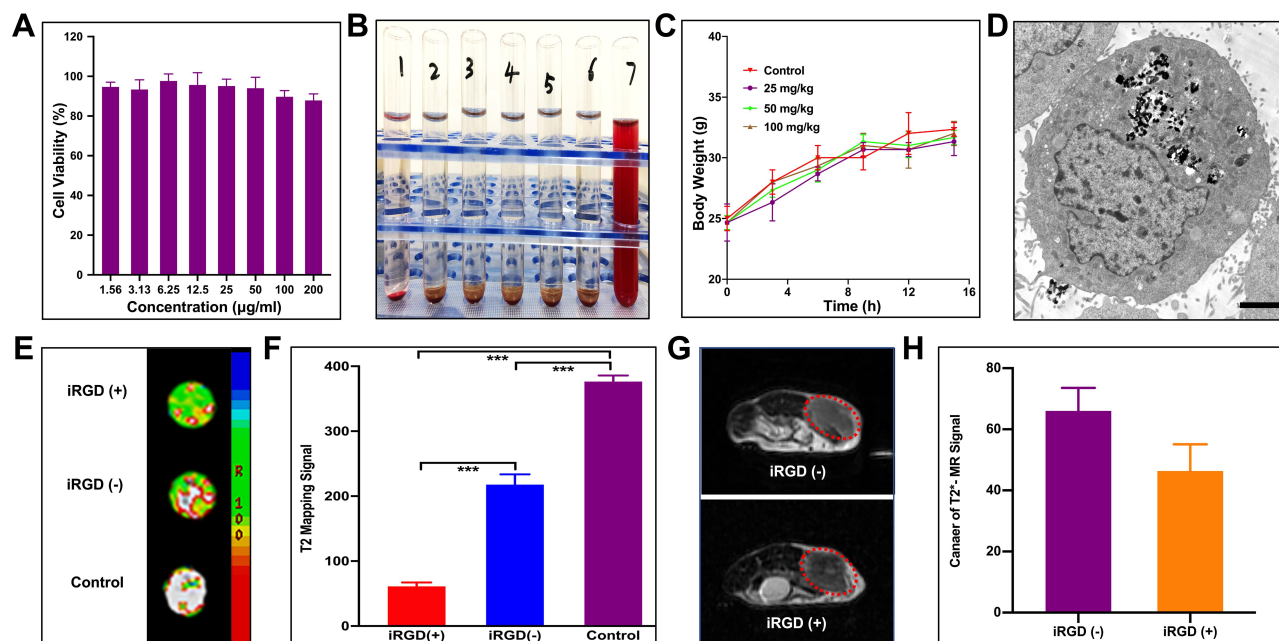 A
Cell Viability (%)
120
100
80
60
40
20
0
1.56 3.13 6.25 12.5 25 50 100 200
Concentration (μg/ml)
B
1 2 3 4 5 6 7
C
Body Weight (g)
40
35
30
25
20
Control
25 mg/kg
50 mg/kg
100 mg/kg
0 4 8 12 16
Time (h)
D
E
iRGD (+)
iRGD (-)
Control
R
1
0
0
F
T2 Mapping Signal
400
300
200
100
0
***
***
***
iRGD(+) iRGD(-) Control
G
iRGD (-)
iRGD (+)
H
Canaer of T2*- MR Signal
80
60
40
20
0
iRGD (-) iRGD (+)